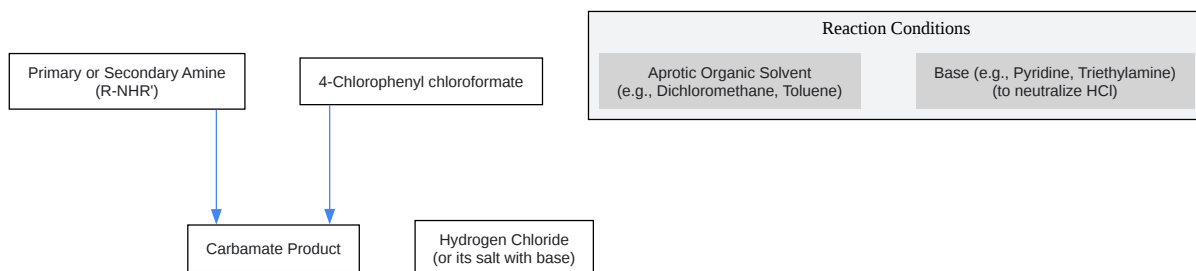 Reaction Conditions
Primary or Secondary Amine
(R-NHR')
4-Chlorophenyl chloroformate
Aprotic Organic Solvent
(e.g., Dichloromethane, Toluene)
Base (e.g., Pyridine, Triethylamine)
(to neutralize HCl)
Carbamate Product
Hydrogen Chloride
(or its salt with base)